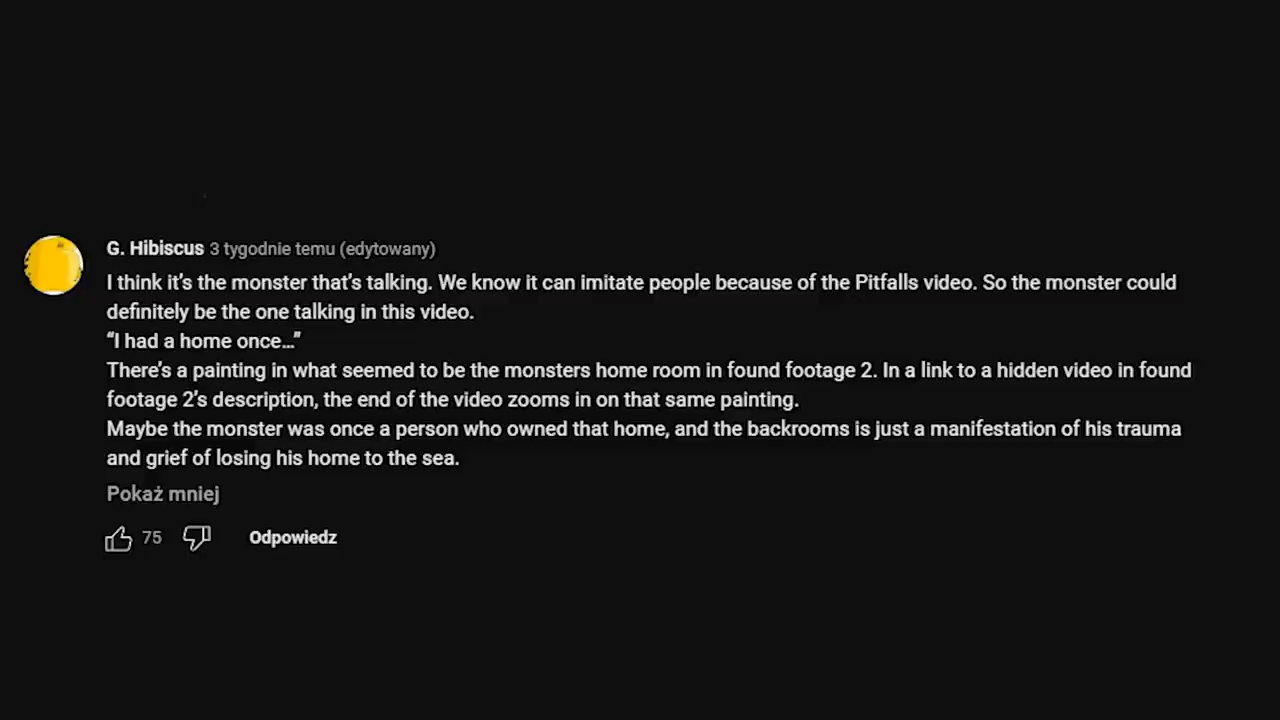 G. Hibiscus 3 tygodnie temu (edytowany)
I think it's the monster that's talking. We know it can imitate people because of the Pitfalls video. So the monster could
definitely be the one talking in this video.
“I had a home once...”
There's a painting in what seemed to be the monsters home room in found footage 2. In a link to a hidden video in found
footage 2's description, the end of the video zooms in on that same painting.
Maybe the monster was once a person who owned that home, and the backrooms is just a manifestation of his trauma
and grief of losing his home to the sea.
Pokaż mniej
75 Odpowiedz